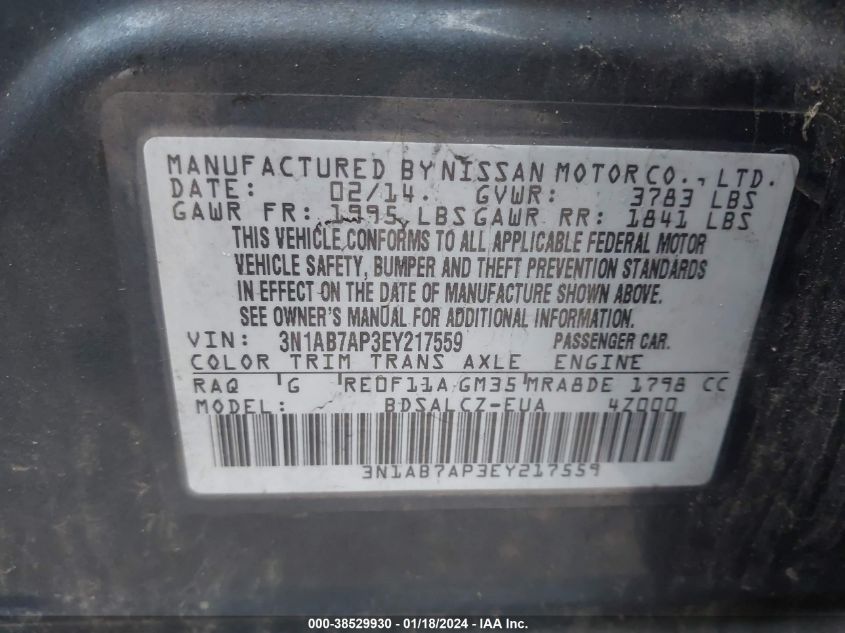 MANUFACTURED BY NISSAN MOTOR CO., LTD.
DATE: 02/14. GVWR: 3783 LBS
GAWR FR: 1995 LBS GAWR RR: 1841 LBS
THIS VEHICLE CONFORMS TO ALL APPLICABLE FEDERAL MOTOR
VEHICLE SAFETY, BUMPER AND THEFT PREVENTION STANDARDS
IN EFFECT ON THE DATE OF MANUFACTURE SHOWN ABOVE.
SEE OWNER'S MANUAL FOR ADDITIONAL INFORMATION.
VIN: 3N1AB7AP3EY217559 PASSENGER CAR.
COLOR TRIM TRANS AXLE ENGINE
RAQ G RE0F11A GM35 MRA8DE 1798 CC
MODEL: BDSALCZ-EUA 4Z000
3N1AB7AP3EY217559
000-38529930 - 01/18/2024 - IAA Inc.